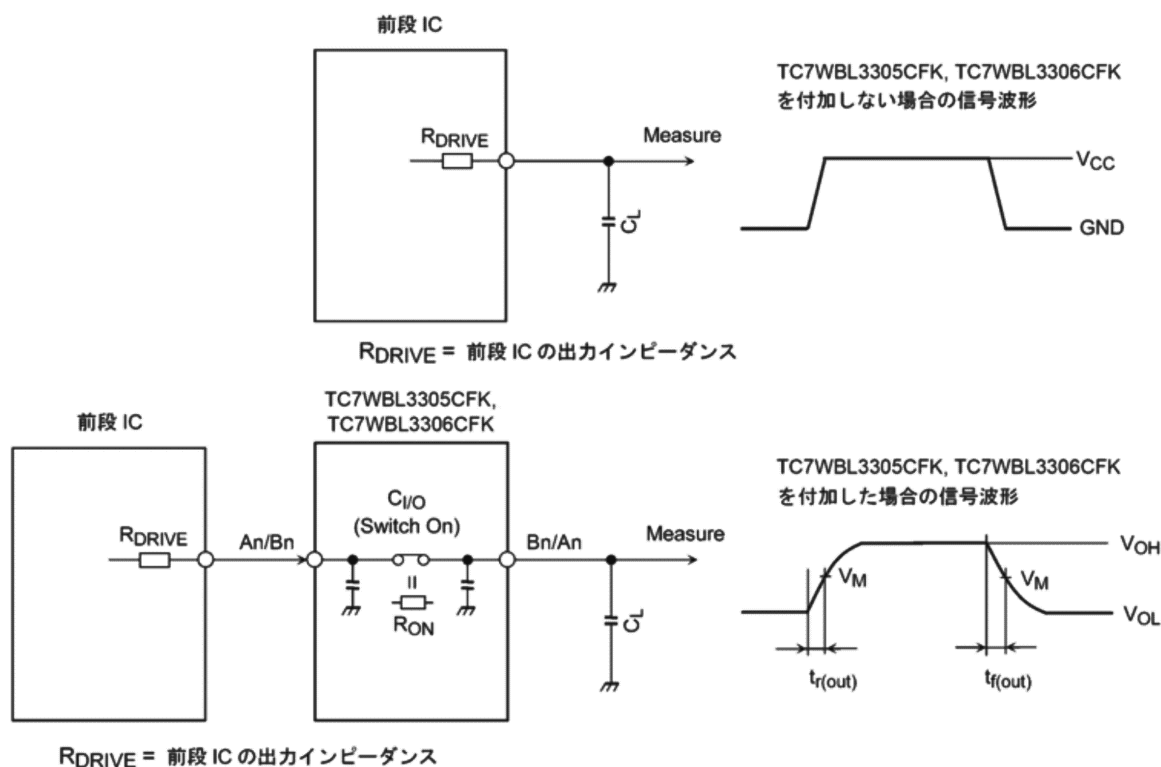 前段 IC
TC7WBL3305CFK, TC7WBL3306CFK
を付加しない場合の信号波形
RDRIVE
Measure
VCC
CL
GND
RDRIVE = 前段 IC の出力インピーダンス
TC7WBL3305CFK,
TC7WBL3306CFK
前段 IC
TC7WBL3305CFK, TC7WBL3306CFK
を付加した場合の信号波形
CI/O
(Switch On)
RDRIVE
An/Bn
Bn/An
Measure
VOH
VM
VM
RON
CL
VOL
tr(out)
tf(out)
RDRIVE = 前段 IC の出力インピーダンス